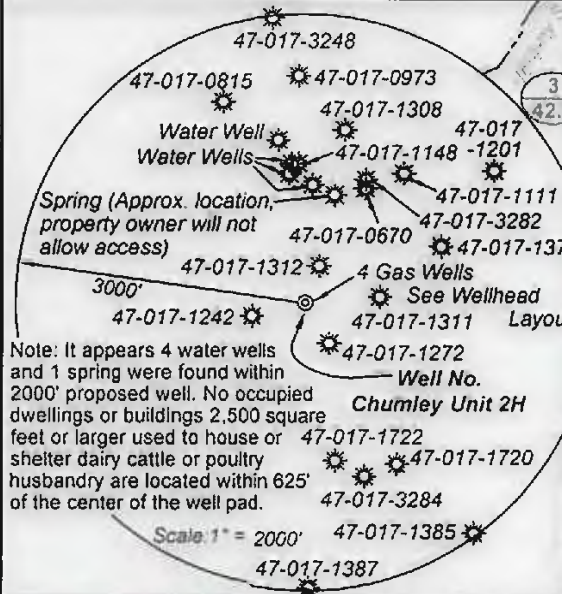 47-017-3248
47-017-0815
47-017-0973
47-017-1308
Water Well
47-017
-1201
Water Wells
47-017-1148
Spring (Approx. location,
property owner will not
allow access)
47-017-1111
47-017-3282
47-017-0670
47-017-137
47-017-1312
4 Gas Wells
3000'
See Wellhead
Layou
47-017-1242
47-017-1311
47-017-1272
Note: It appears 4 water wells
and 1 spring were found within
2000' proposed well. No occupied
dwellings or buildings 2,500 square
feet or larger used to house or
shelter dairy cattle or poultry
husbandry are located within 625'
of the center of the well pad.
Well No.
Chumley Unit 2H
47-017-1722
47-017-1720
47-017-3284
Scale 1" = 2000'
47-017-1385
47-017-1387
3
42.